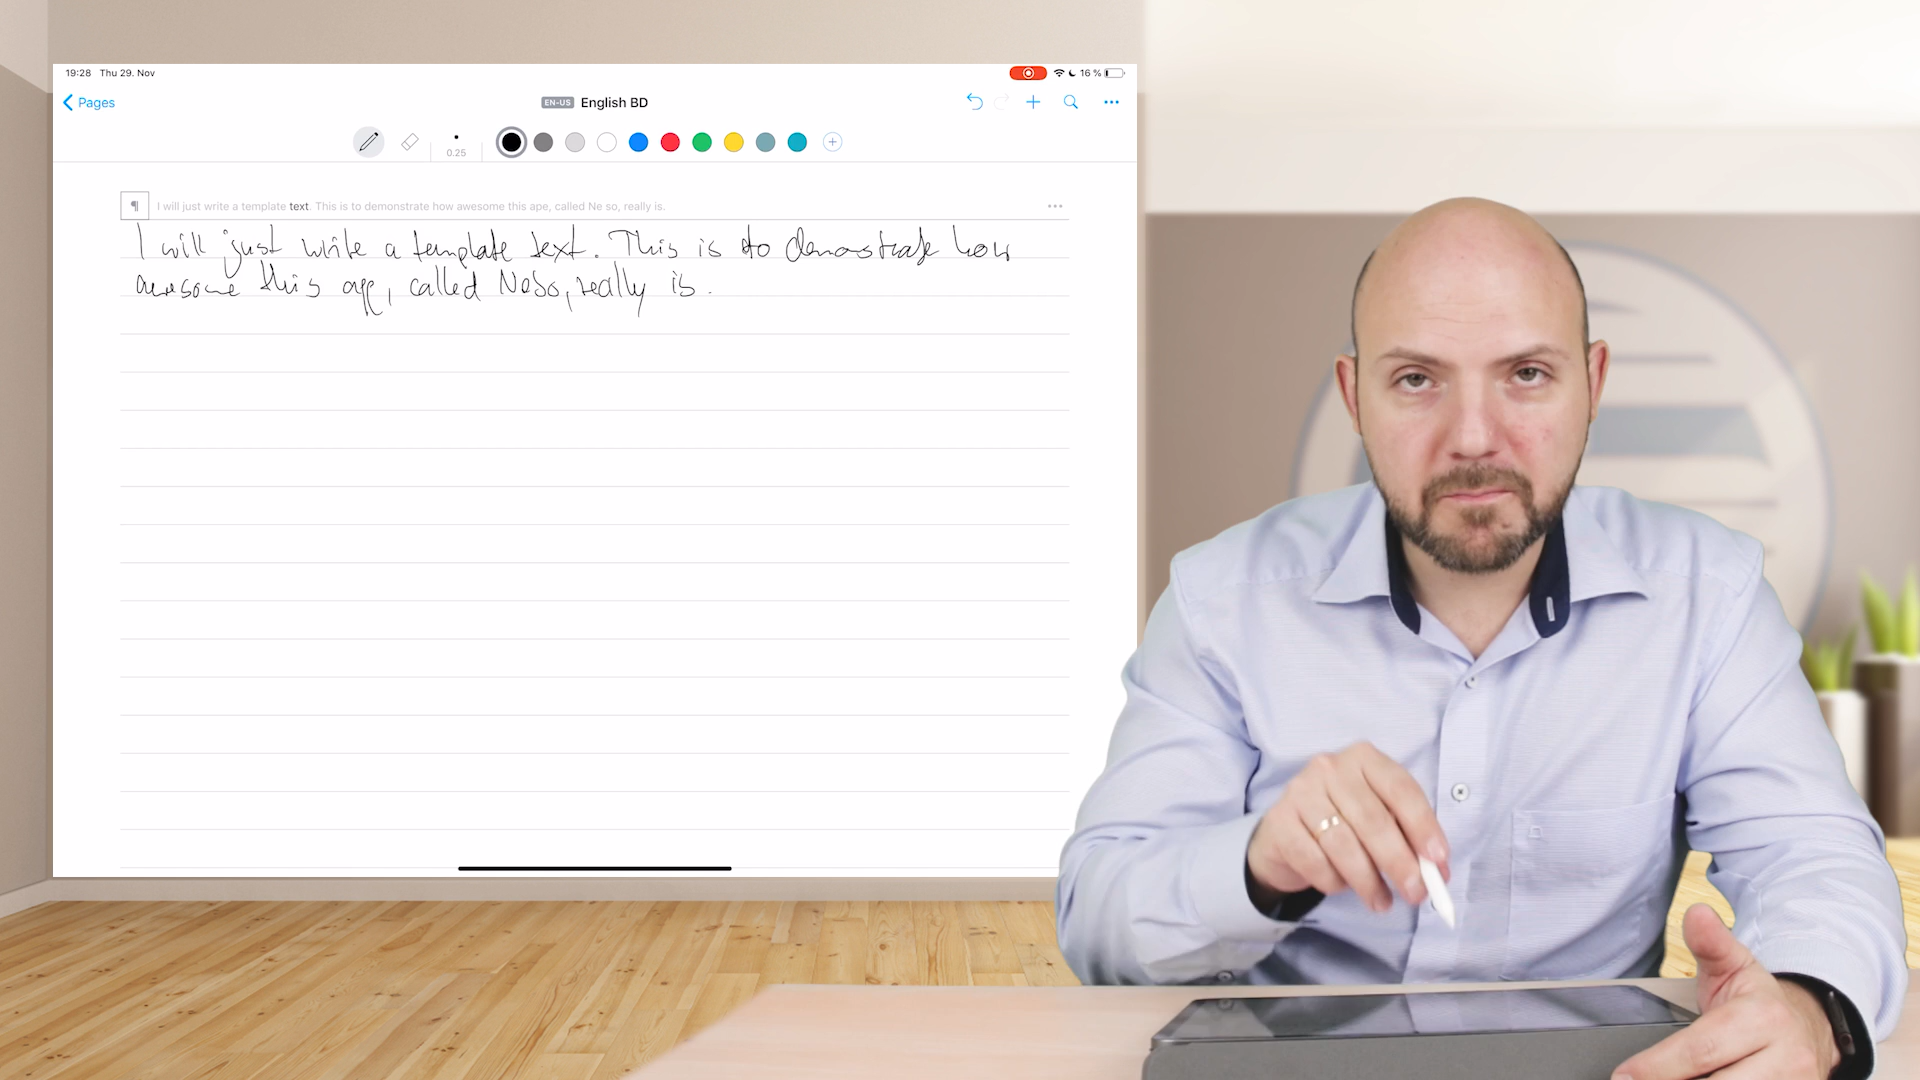 19:28 Thu 29. Nov 16 %
Pages EN-US English BD
0.25
¶ I will just write a template text. This is to demonstrate how awesome this ape, called Ne so, really is.
I will just write a template text. This is to demostrate how
awesome this app, called Nebo, really is.